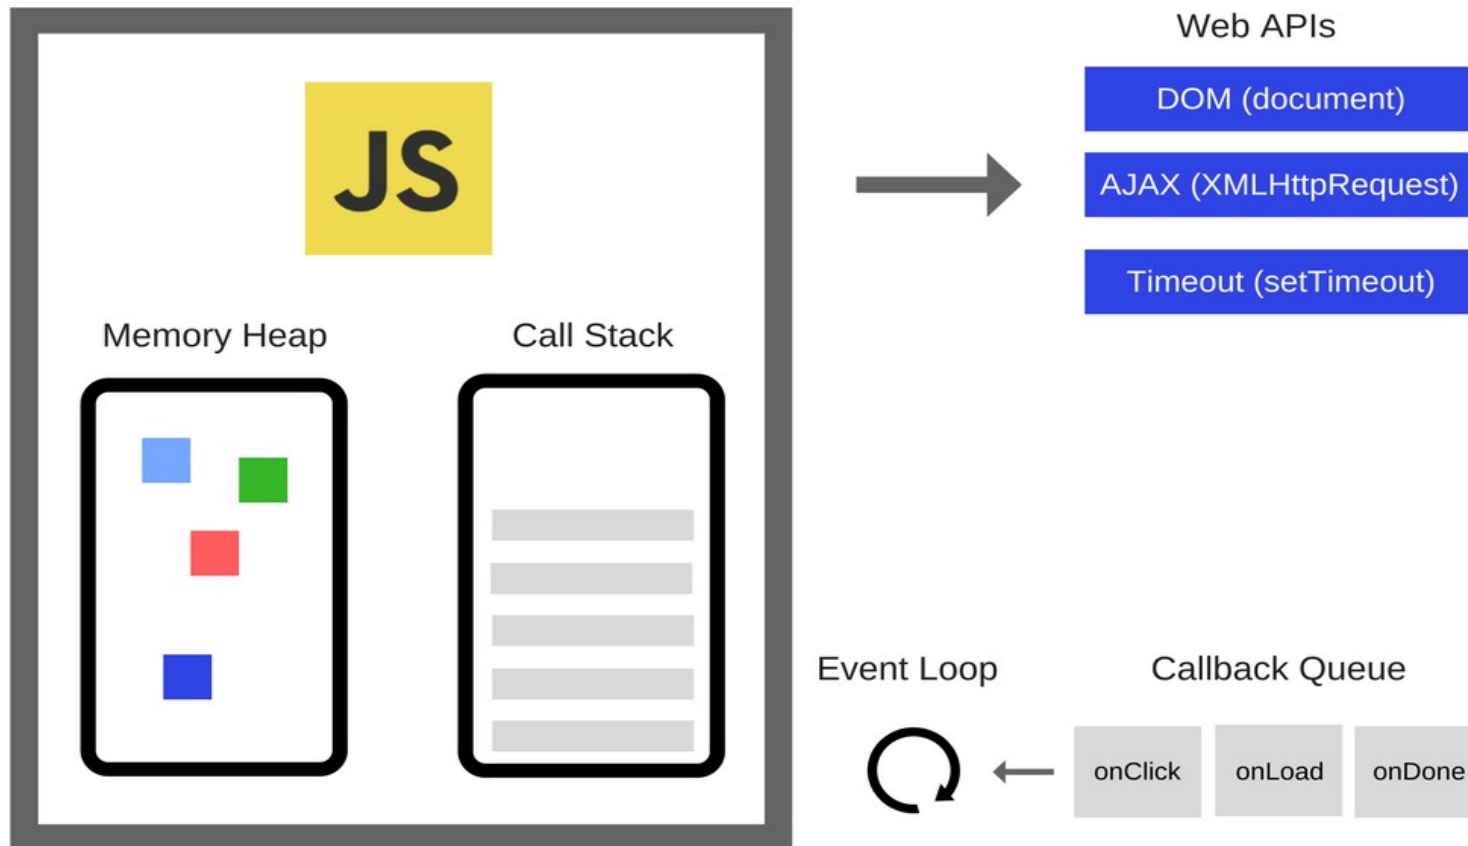 JS
Memory Heap
Call Stack
Web APIs
DOM (document)
AJAX (XMLHttpRequest)
Timeout (setTimeout)
Event Loop
Callback Queue
onClick
onLoad
onDone